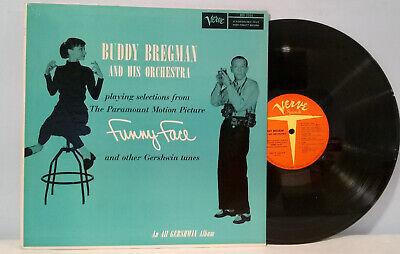 Verve
BUDDY BREGMAN
AND HIS ORCHESTRA
playing selections from
The Paramount Motion Picture
Funny Face
and other Gershwin tunes
An All GERSHWIN Album
Verve